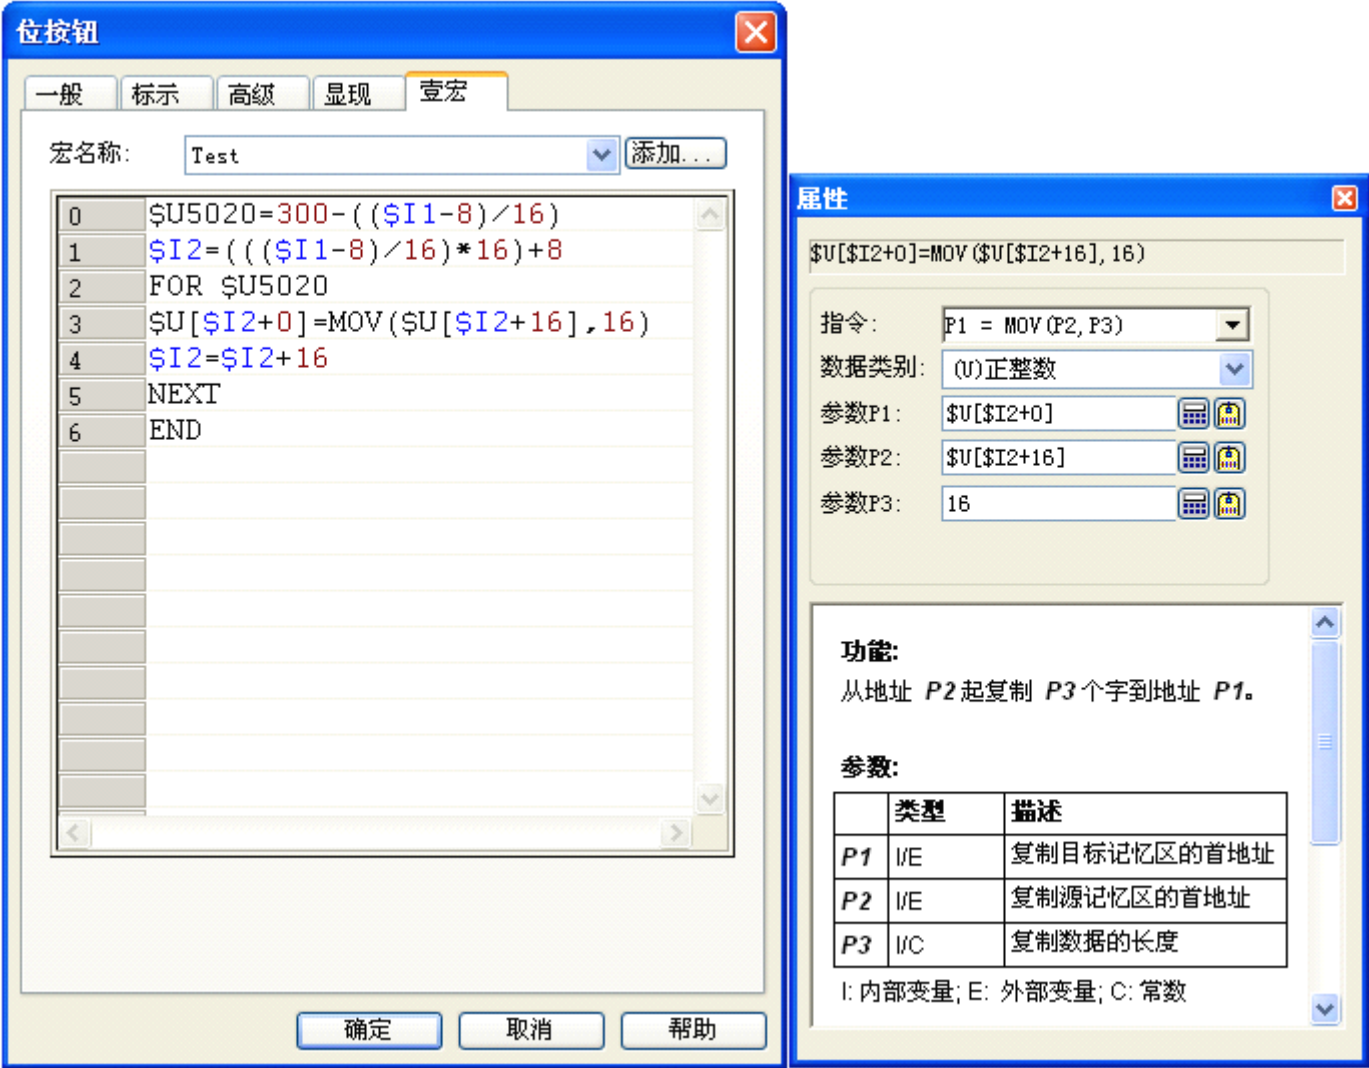 位按钮
一般 标示 高级 显现 壹宏
宏名称: Test 添加...
0 $U5020=300-(($I1-8)/16)
1 $I2=((($I1-8)/16)*16)+8
2 FOR $U5020
3 $U[$I2+0]=MOV($U[$I2+16],16)
4 $I2=$I2+16
5 NEXT
6 END
确定 取消 帮助
属性
$U[$I2+0]=MOV($U[$I2+16],16)
指令: P1 = MOV(P2,P3)
数据类别: (U)正整数
参数P1: $U[$I2+0]
参数P2: $U[$I2+16]
参数P3: 16
功能:
从地址 P2 起复制 P3 个字到地址 P1。
参数:
类型 描述
P1 I/E 复制目标记忆区的首地址
P2 I/E 复制源记忆区的首地址
P3 I/C 复制数据的长度
I: 内部变量; E: 外部变量; C: 常数